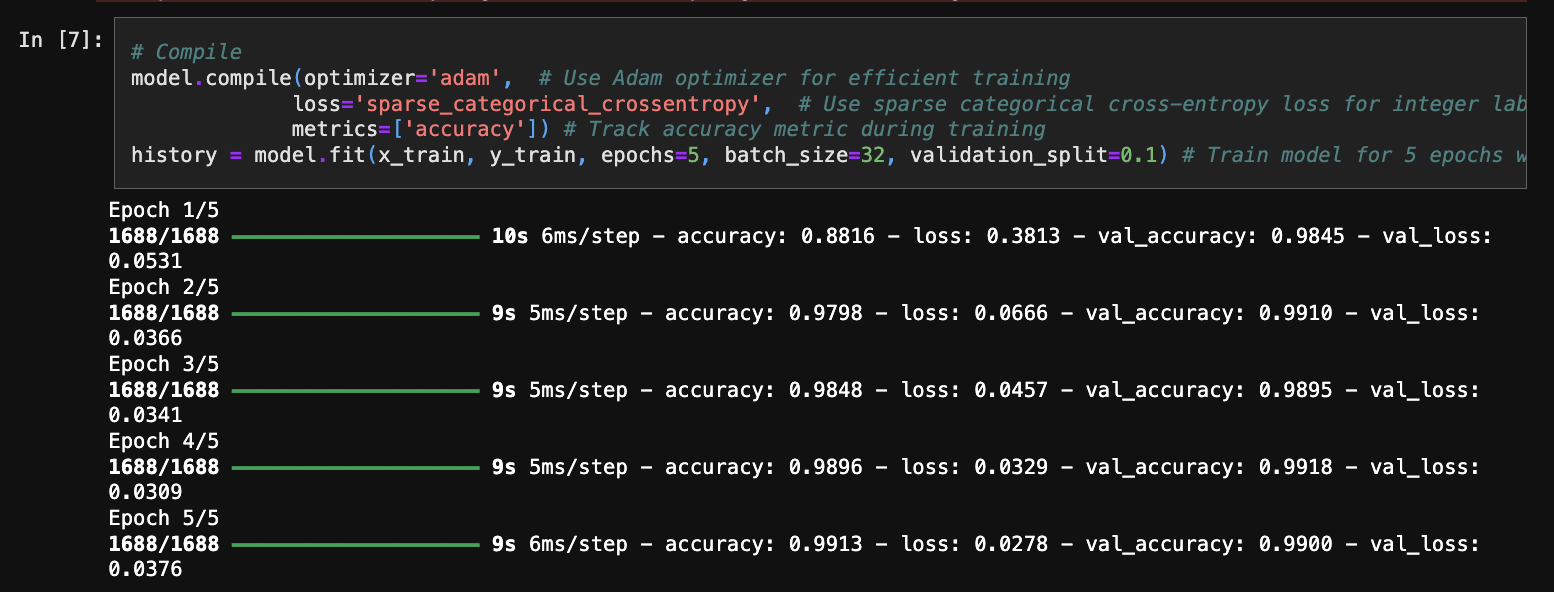 In [7]:
# Compile
model.compile(optimizer='adam',  # Use Adam optimizer for efficient training
              loss='sparse_categorical_crossentropy',  # Use sparse categorical cross-entropy loss for integer lab
              metrics=['accuracy']) # Track accuracy metric during training
history = model.fit(x_train, y_train, epochs=5, batch_size=32, validation_split=0.1) # Train model for 5 epochs w
Epoch 1/5
1688/1688 10s 6ms/step - accuracy: 0.8816 - loss: 0.3813 - val_accuracy: 0.9845 - val_loss:
0.0531
Epoch 2/5
1688/1688 9s 5ms/step - accuracy: 0.9798 - loss: 0.0666 - val_accuracy: 0.9910 - val_loss:
0.0366
Epoch 3/5
1688/1688 9s 5ms/step - accuracy: 0.9848 - loss: 0.0457 - val_accuracy: 0.9895 - val_loss:
0.0341
Epoch 4/5
1688/1688 9s 5ms/step - accuracy: 0.9896 - loss: 0.0329 - val_accuracy: 0.9918 - val_loss:
0.0309
Epoch 5/5
1688/1688 9s 6ms/step - accuracy: 0.9913 - loss: 0.0278 - val_accuracy: 0.9900 - val_loss:
0.0376